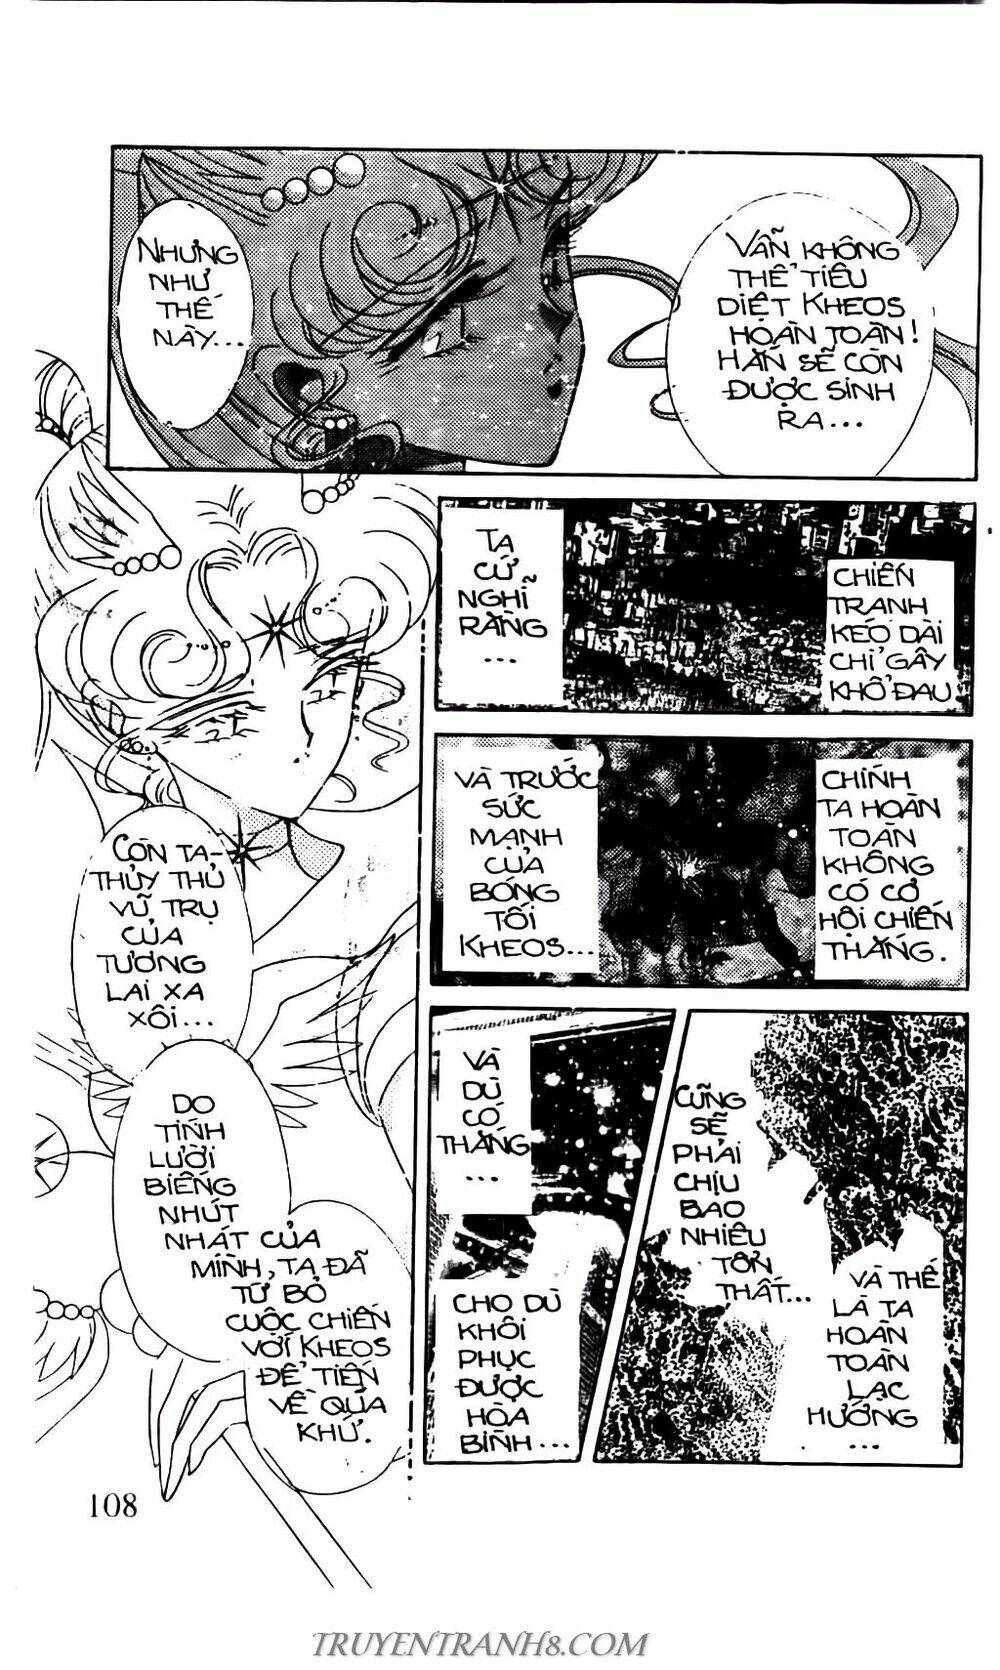 VẪN KHÔNG
THỂ TIÊU
DIỆT KHEOS
HOÀN TOÀN!
HẮN SẼ CÒN
ĐƯỢC SINH
RA...
NHƯNG
NHƯ
THẾ
NÀY...
CHIẾN
TRANH
KÉO DÀI
CHỈ GÂY
KHỔ ĐAU
TA
CỨ
NGHĨ
RẰNG
...
CHÍNH
TA HOÀN
TOÀN
KHÔNG
CÓ CƠ
HỘI CHIẾN
THẮNG.
VÀ TRƯỚC
SỨC
MẠNH
CỦA
BÓNG
TỐI
KHEOS...
VÀ
DÙ
CÓ
THẮNG
...
CHO DÙ
KHÔI
PHỤC
ĐƯỢC
HÒA
BÌNH...
CŨNG
SẼ
PHẢI
CHỊU
BAO
NHIÊU
TỔN
THẤT...
VÀ THẾ
LÀ TA
HOÀN
TOÀN
LẠC
HƯỚNG
...
CÒN TA-
THỦY THỦ
VŨ TRỤ
CỦA
TƯƠNG
LAI XA
XÔI...
DO
TÍNH
LƯỜI
BIẾNG
NHÚT
NHÁT CỦA
MÌNH, TA ĐÃ
TỪ BỎ
CUỘC CHIẾN
VỚI KHEOS
ĐỂ TIẾN
VỀ QÚA
KHỨ.
108
TRUYENTRANH8.COM